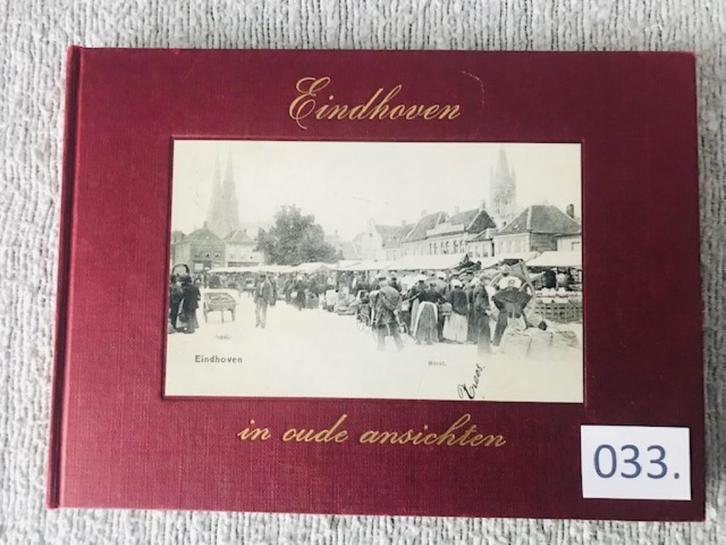 Eindhoven
Eindhoven
Markt.
in oude ansichten
033.